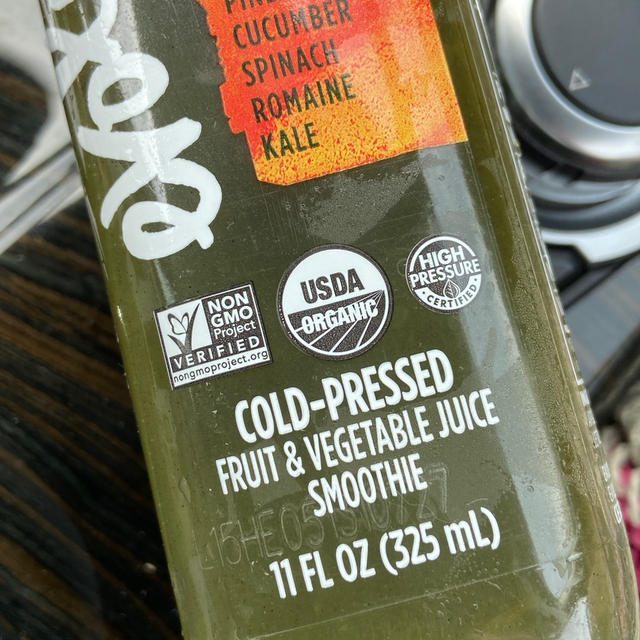 CUCUMBER
SPINACH
ROMAINE
KALE
NON
GMO
Project
VERIFIED
nongmoproject.org
USDA
ORGANIC
HIGH
PRESSURE
CERTIFIED
COLD-PRESSED
FRUIT & VEGETABLE JUICE
SMOOTHIE
11 FL OZ (325 mL)